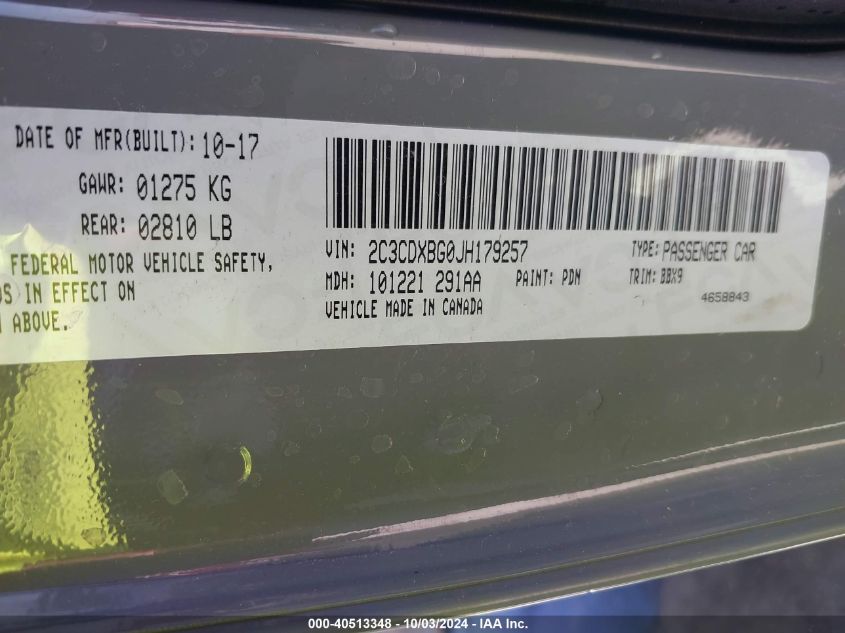 DATE OF MFR(BUILT): 10-17
GAWR: 01275 KG
REAR: 02810 LB
FEDERAL MOTOR VEHICLE SAFETY,
IN EFFECT ON
ABOVE.
VIN: 2C3CDXBG0JH179257 TYPE: PASSENGER CAR
MDH: 101221 291AA PAINT: PDN TRIM: BBX9
VEHICLE MADE IN CANADA 4658843
000-40513348 - 10/03/2024 - IAA Inc.